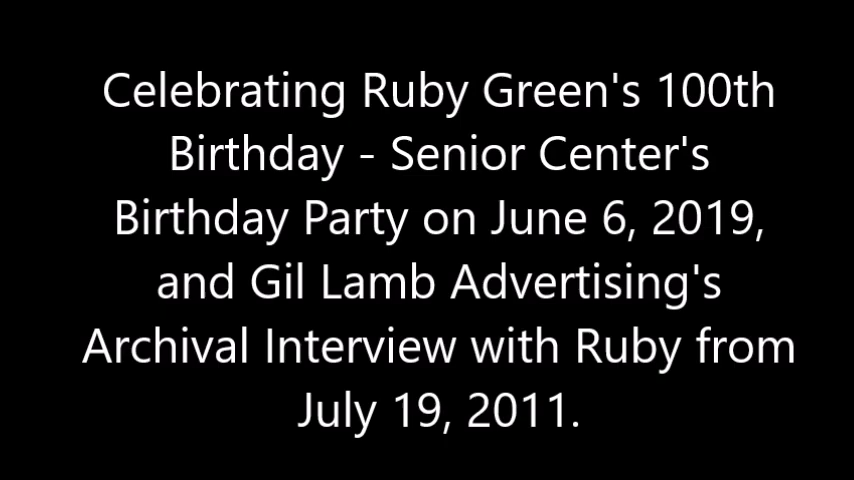 Celebrating Ruby Green's 100th
Birthday - Senior Center's
Birthday Party on June 6, 2019,
and Gil Lamb Advertising's
Archival Interview with Ruby from
July 19, 2011.